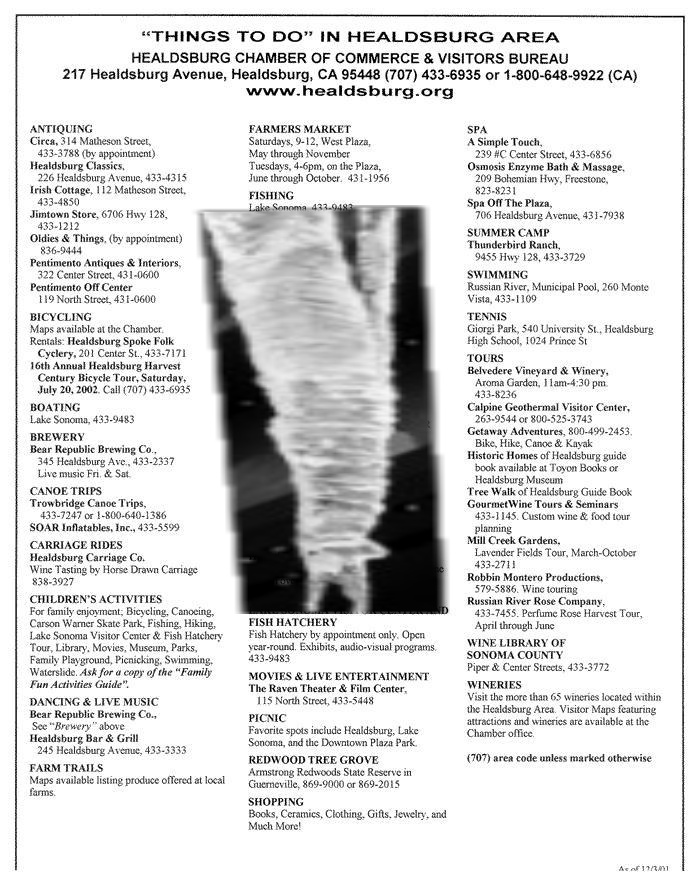 "THINGS TO DO" IN HEALDSBURG AREA
HEALDSBURG CHAMBER OF COMMERCE & VISITORS BUREAU
217 Healdsburg Avenue, Healdsburg, CA 95448 (707) 433-6935 or 1-800-648-9922 (CA)
www.healdsburg.org
ANTIQUING
Circa, 314 Matheson Street,
433-3788 (by appointment)
Healdsburg Classics,
226 Healdsburg Avenue, 433-4315
Irish Cottage, 112 Matheson Street,
433-4850
Jimtown Store, 6706 Hwy 128,
433-1212
Oldies & Things, (by appointment)
836-9444
Pentimento Antiques & Interiors,
322 Center Street, 431-0600
Pentimento Off Center
119 North Street, 431-0600
BICYCLING
Maps available at the Chamber.
Rentals: Healdsburg Spoke Folk
Cyclery, 201 Center St., 433-7171
16th Annual Healdsburg Harvest
Century Bicycle Tour, Saturday,
July 20, 2002. Call (707) 433-6935
BOATING
Lake Sonoma, 433-9483
BREWERY
Bear Republic Brewing Co.,
345 Healdsburg Ave., 433-2337
Live music Fri. & Sat.
CANOE TRIPS
Trowbridge Canoe Trips,
433-7247 or 1-800-640-1386
SOAR Inflatables, Inc., 433-5599
CARRIAGE RIDES
Healdsburg Carriage Co.
Wine Tasting by Horse Drawn Carriage
838-3927
CHILDREN'S ACTIVITIES
For family enjoyment; Bicycling, Canoeing,
Carson Warner Skate Park, Fishing, Hiking,
Lake Sonoma Visitor Center & Fish Hatchery
Tour, Library, Movies, Museum, Parks,
Family Playground, Picnicking, Swimming,
Waterslide. Ask for a copy of the "Family
Fun Activities Guide".
DANCING & LIVE MUSIC
Bear Republic Brewing Co.,
See "Brewery" above
Healdsburg Bar & Grill
245 Healdsburg Avenue, 433-3333
FARM TRAILS
Maps available listing produce offered at local
farms.
FARMERS MARKET
Saturdays, 9-12, West Plaza,
May through November
Tuesdays, 4-6pm, on the Plaza,
June through October. 431-1956
FISHING
Lake Sonoma, 433-9483
FISH HATCHERY
Fish Hatchery by appointment only. Open
year-round. Exhibits, audio-visual programs.
433-9483
MOVIES & LIVE ENTERTAINMENT
The Raven Theater & Film Center,
115 North Street, 433-5448
PICNIC
Favorite spots include Healdsburg, Lake
Sonoma, and the Downtown Plaza Park.
REDWOOD TREE GROVE
Armstrong Redwoods State Reserve in
Guerneville, 869-9000 or 869-2015
SHOPPING
Books, Ceramics, Clothing, Gifts, Jewelry, and
Much More!
SPA
A Simple Touch,
239 #C Center Street, 433-6856
Osmosis Enzyme Bath & Massage,
209 Bohemian Hwy, Freestone,
823-8231
Spa Off The Plaza,
706 Healdsburg Avenue, 431-7938
SUMMER CAMP
Thunderbird Ranch,
9455 Hwy 128, 433-3729
SWIMMING
Russian River, Municipal Pool, 260 Monte
Vista, 433-1109
TENNIS
Giorgi Park, 540 University St., Healdsburg
High School, 1024 Prince St
TOURS
Belvedere Vineyard & Winery,
Aroma Garden, 11am-4:30 pm.
433-8236
Calpine Geothermal Visitor Center,
263-9544 or 800-525-3743
Getaway Adventures, 800-499-2453.
Bike, Hike, Canoe & Kayak
Historic Homes of Healdsburg guide
book available at Toyon Books or
Healdsburg Museum
Tree Walk of Healdsburg Guide Book
GourmetWine Tours & Seminars
433-1145. Custom wine & food tour
planning
Mill Creek Gardens,
Lavender Fields Tour, March-October
433-2711
Robbin Montero Productions,
579-5886. Wine touring
Russian River Rose Company,
433-7455. Perfume Rose Harvest Tour,
April through June
WINE LIBRARY OF
SONOMA COUNTY
Piper & Center Streets, 433-3772
WINERIES
Visit the more than 65 wineries located within
the Healdsburg Area. Visitor Maps featuring
attractions and wineries are available at the
Chamber office.
(707) area code unless marked otherwise
As of 12/3/01